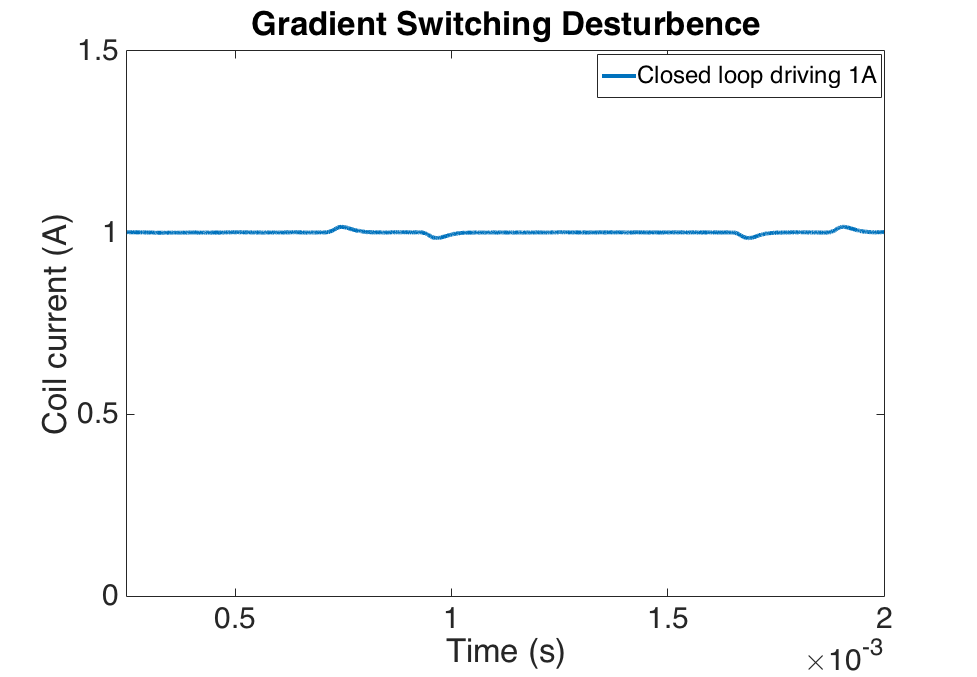 Gradient Switching Desturbence
Closed loop driving 1A
1.5
1
0.5
0
Coil current (A)
0.5 1 1.5 2
Time (s)
×10-3